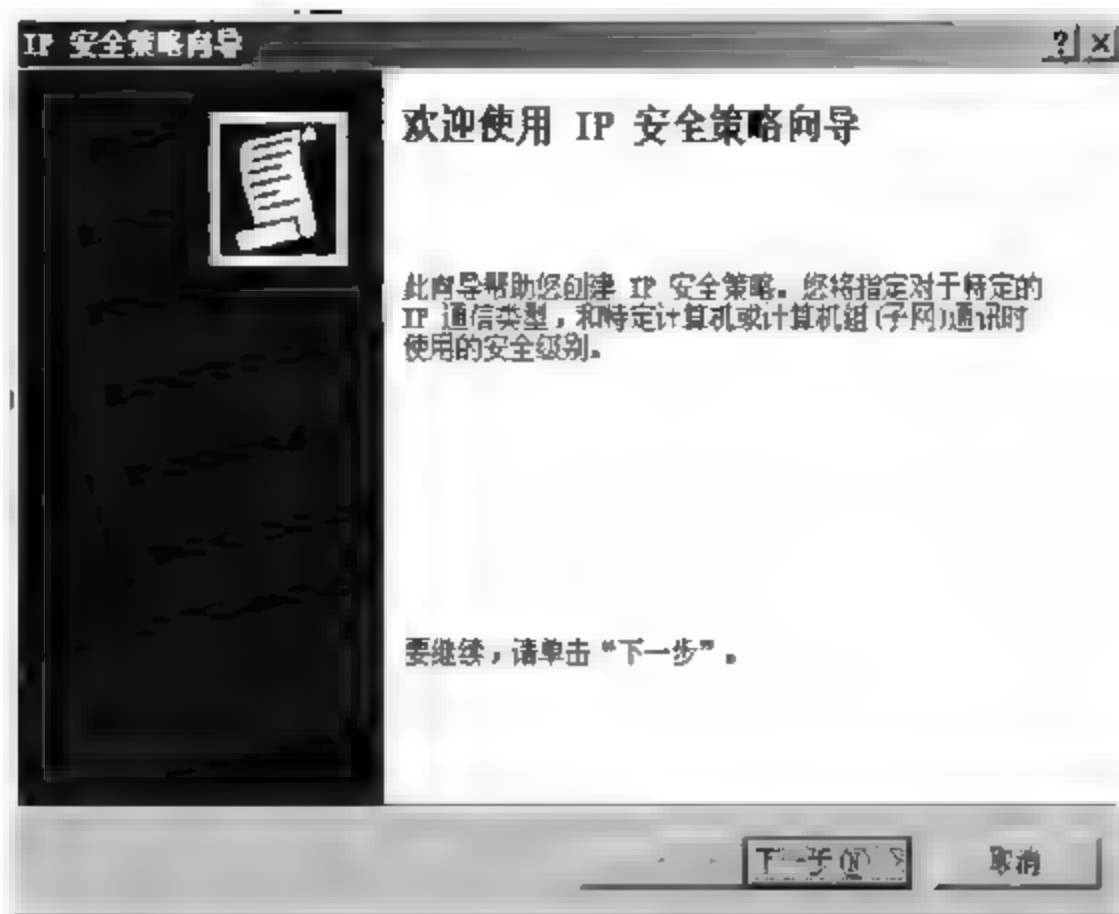 IP 安全策略向导
欢迎使用 IP 安全策略向导
此向导帮助您创建 IP 安全策略。您将指定对于特定的
IP 通信类型，和特定计算机或计算机组(子网)通讯时
使用的安全级别。
要继续，请单击“下一步”。
下一步(N) >
取消